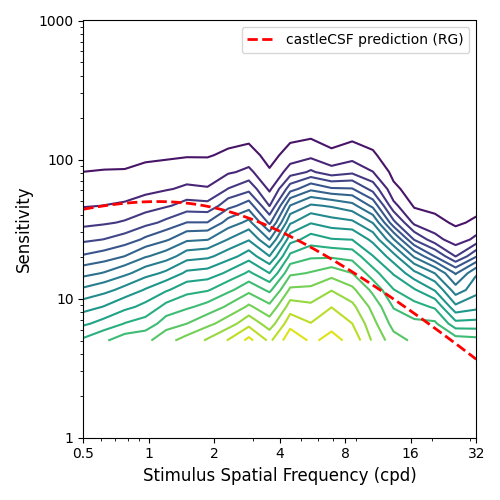 1000
castleCSF prediction (RG)
100
10
1
Sensitivity
0.5 1 2 4 8 16 32
Stimulus Spatial Frequency (cpd)